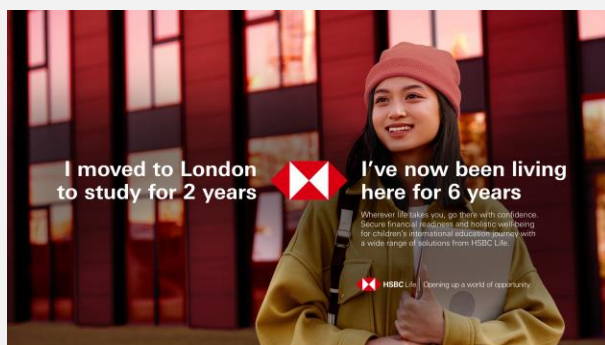 I moved to London
to study for 2 years
I've now been living
here for 6 years
Wherever life takes you, go there with confidence.
Secure financial readiness and holistic well-being
for children's international education journey with
a wide range of solutions from HSBC Life.
HSBC Life | Opening up a world of opportunity